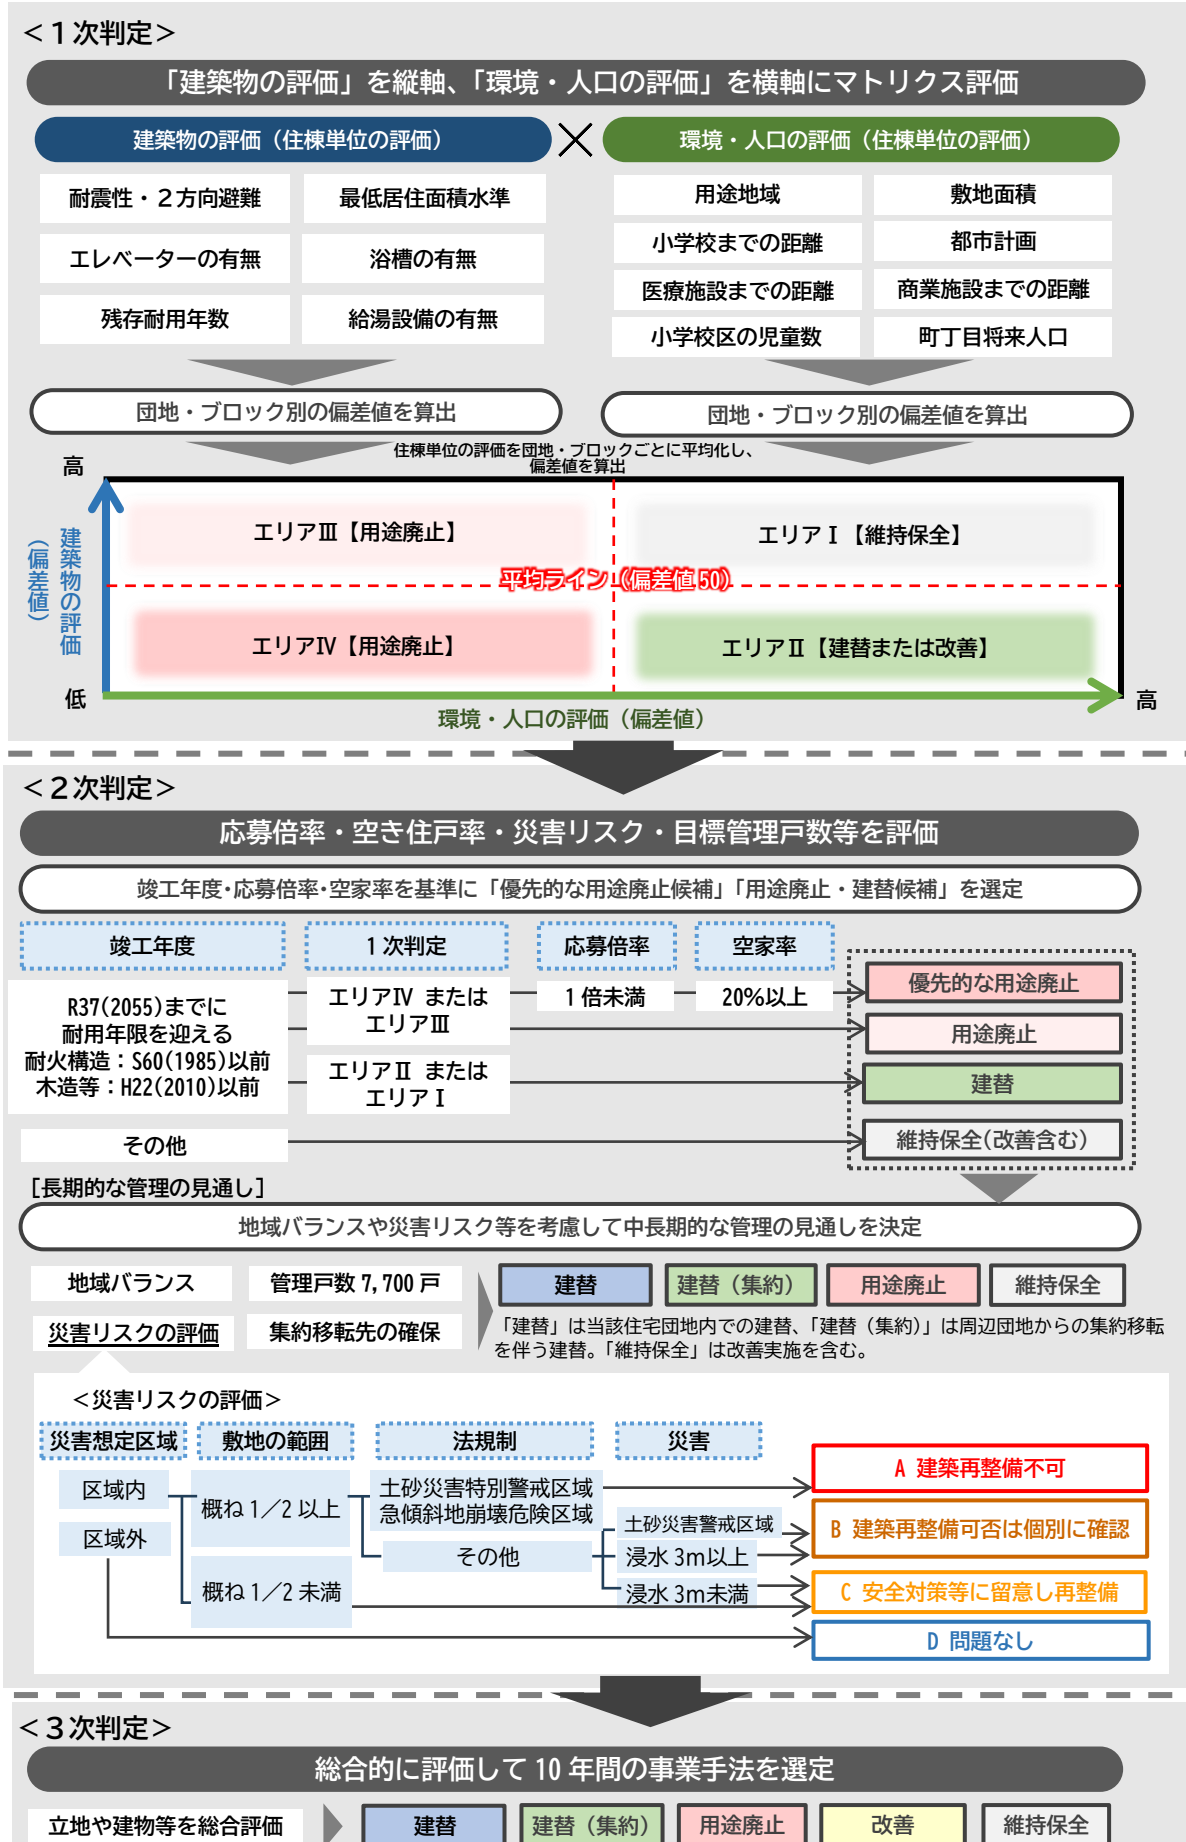 ＜１次判定＞
「建築物の評価」を縦軸、「環境・人口の評価」を横軸にマトリクス評価
建築物の評価（住棟単位の評価）
環境・人口の評価（住棟単位の評価）
耐震性・２方向避難
最低居住面積水準
エレベーターの有無
浴槽の有無
残存耐用年数
給湯設備の有無
用途地域
敷地面積
小学校までの距離
都市計画
医療施設までの距離
商業施設までの距離
小学校区の児童数
町丁目将来人口
団地・ブロック別の偏差値を算出
団地・ブロック別の偏差値を算出
住棟単位の評価を団地・ブロックごとに平均化し、
偏差値を算出
高
建築物の評価
（偏差値）
低
エリアⅢ【用途廃止】
エリアⅠ【維持保全】
平均ライン（偏差値 50）
エリアⅣ【用途廃止】
エリアⅡ【建替または改善】
高
環境・人口の評価（偏差値）
＜２次判定＞
応募倍率・空き住戸率・災害リスク・目標管理戸数等を評価
竣工年度・応募倍率・空家率を基準に「優先的な用途廃止候補」「用途廃止・建替候補」を選定
竣工年度
１次判定
応募倍率
空家率
R37(2055)までに
耐用年限を迎える
耐火構造：S60(1985)以前
木造等：H22(2010)以前
エリアⅣ または
エリアⅢ
１倍未満
20%以上
優先的な用途廃止
用途廃止
エリアⅡ または
エリアⅠ
建替
その他
維持保全(改善含む)
［長期的な管理の見通し］
地域バランスや災害リスク等を考慮して中長期的な管理の見通しを決定
地域バランス
管理戸数 7,700 戸
災害リスクの評価
集約移転先の確保
建替
建替（集約）
用途廃止
維持保全
「建替」は当該住宅団地内での建替、「建替（集約）」は周辺団地からの集約移転
を伴う建替。「維持保全」は改善実施を含む。
＜災害リスクの評価＞
災害想定区域
敷地の範囲
法規制
災害
区域内
区域外
概ね１／２以上
概ね１／２未満
土砂災害特別警戒区域
急傾斜地崩壊危険区域
その他
土砂災害警戒区域
浸水３ｍ以上
浸水３ｍ未満
A 建築再整備不可
B 建築再整備可否は個別に確認
C 安全対策等に留意し再整備
D 問題なし
＜３次判定＞
総合的に評価して 10 年間の事業手法を選定
立地や建物等を総合評価
建替
建替（集約）
用途廃止
改善
維持保全